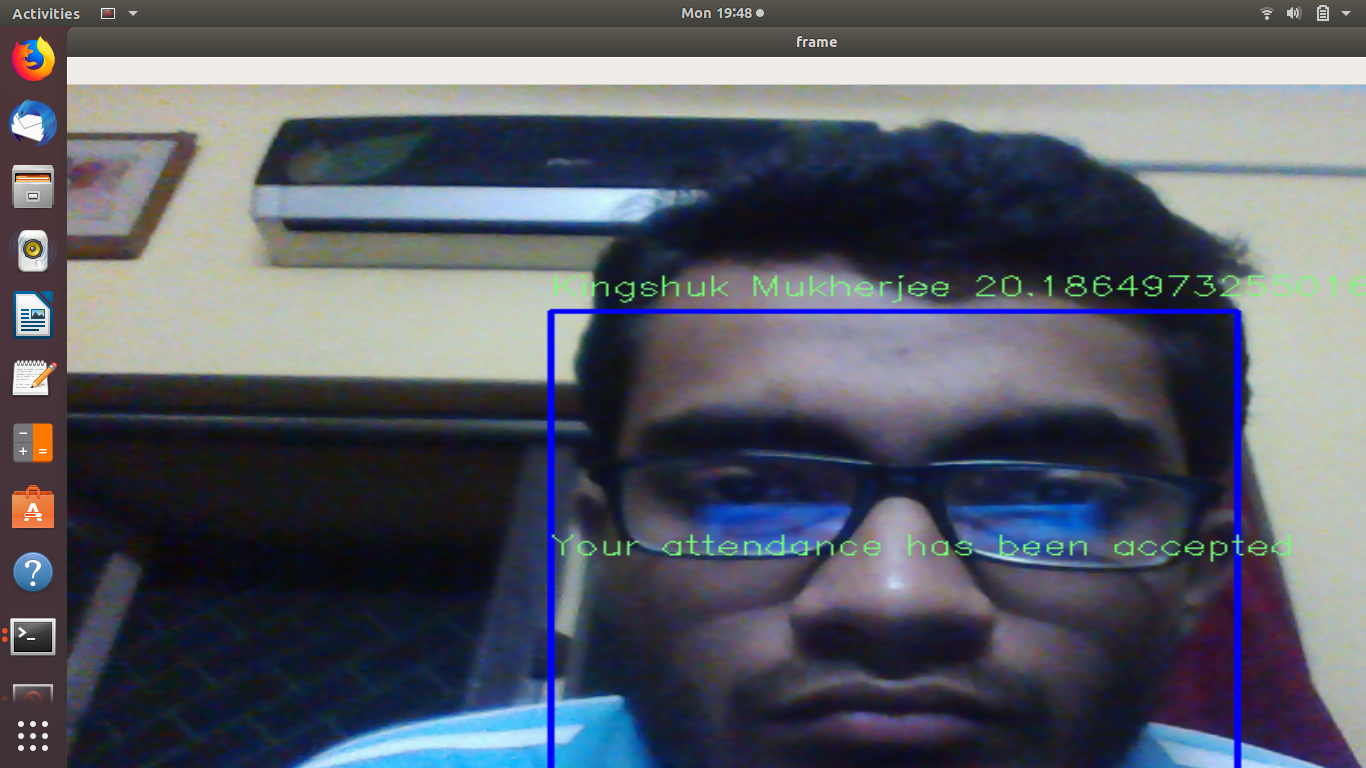 Activities
Mon 19:48
frame
Kingshuk Mukherjee 20.1864973255016
Your attendance has been accepted